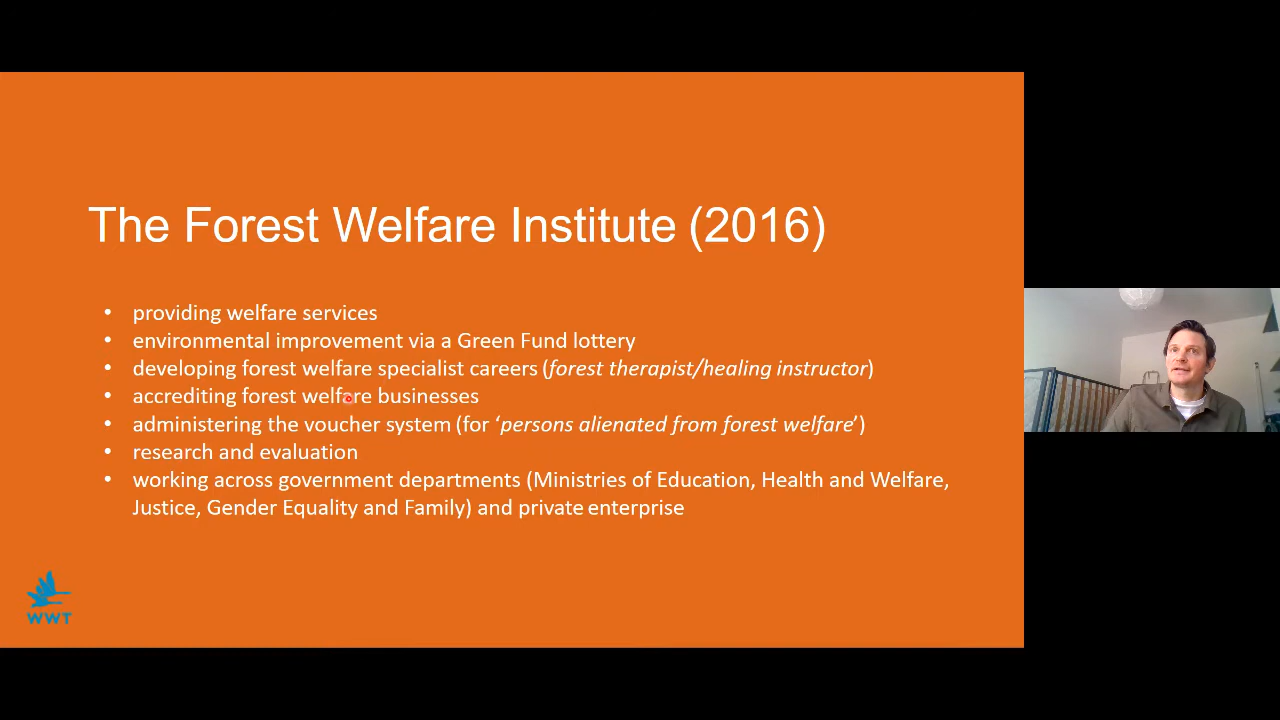 The Forest Welfare Institute (2016)
• providing welfare services
• environmental improvement via a Green Fund lottery
• developing forest welfare specialist careers (forest therapist/healing instructor)
• accrediting forest welfare businesses
• administering the voucher system (for ‘persons alienated from forest welfare’)
• research and evaluation
• working across government departments (Ministries of Education, Health and Welfare,
Justice, Gender Equality and Family) and private enterprise
WWT